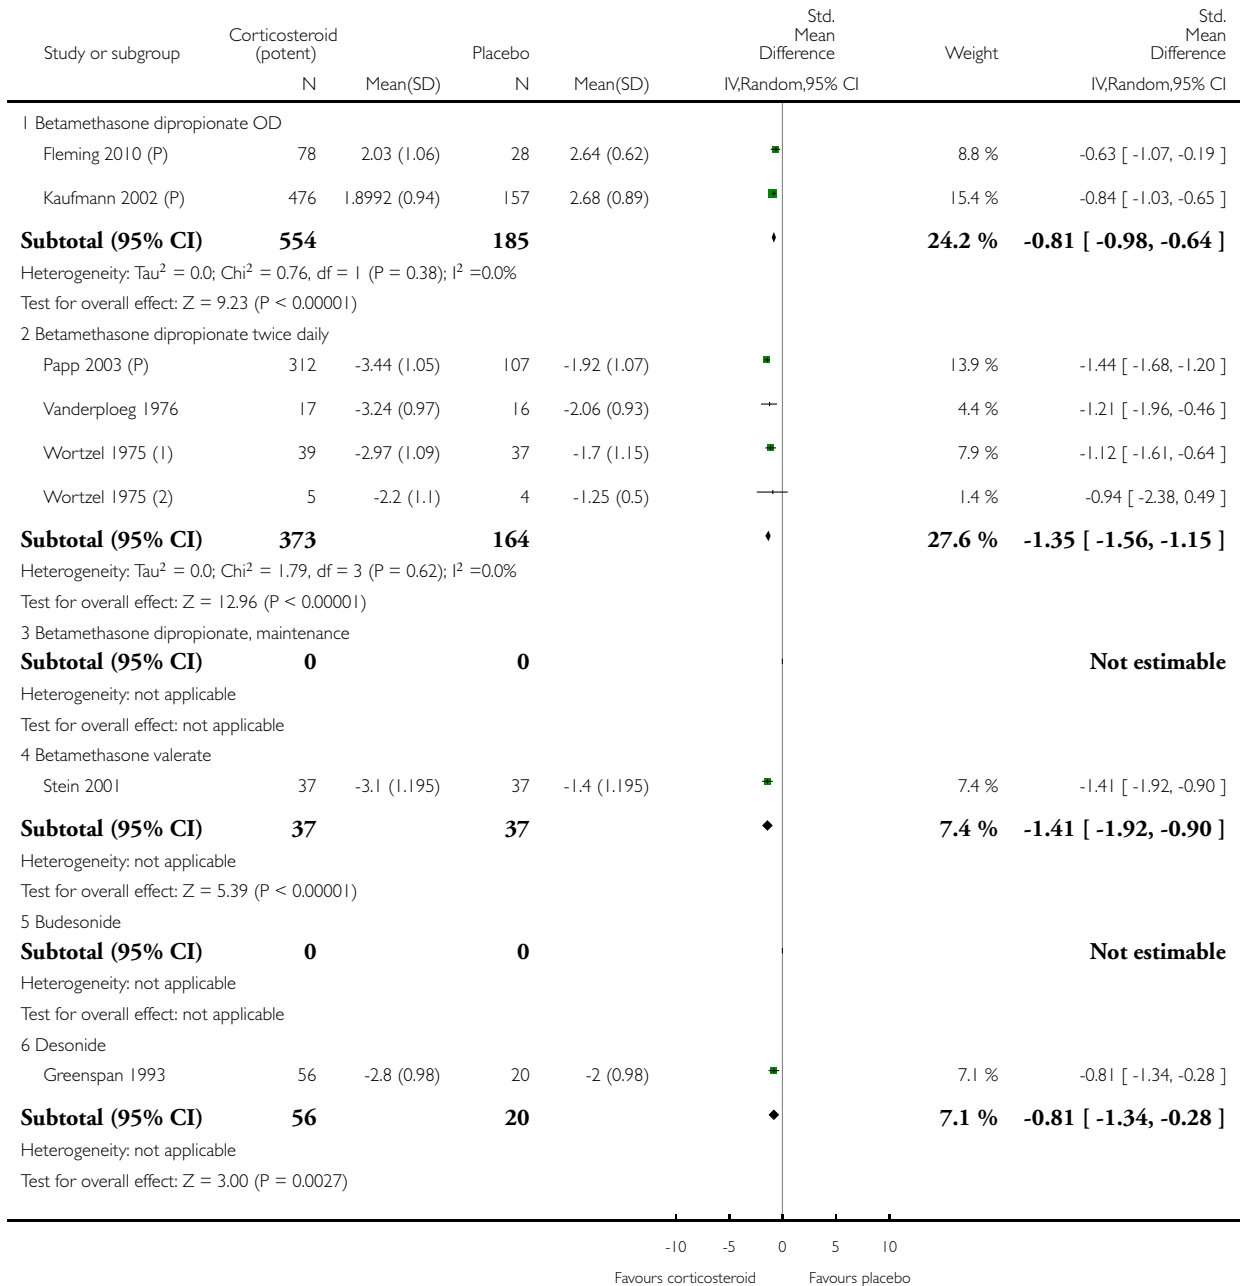 Study or subgroup Corticosteroid (potent) Placebo Std. Mean Difference Weight Std. Mean Difference
N Mean(SD) N Mean(SD) IV,Random,95% CI IV,Random,95% CI
1 Betamethasone dipropionate OD
Fleming 2010 (P) 78 2.03 (1.06) 28 2.64 (0.62) 8.8 % -0.63 [ -1.07, -0.19 ]
Kaufmann 2002 (P) 476 1.8992 (0.94) 157 2.68 (0.89) 15.4 % -0.84 [ -1.03, -0.65 ]
Subtotal (95% CI) 554 185 24.2 % -0.81 [ -0.98, -0.64 ]
Heterogeneity: Tau² = 0.0; Chi² = 0.76, df = 1 (P = 0.38); I² =0.0%
Test for overall effect: Z = 9.23 (P < 0.00001)
2 Betamethasone dipropionate twice daily
Papp 2003 (P) 312 -3.44 (1.05) 107 -1.92 (1.07) 13.9 % -1.44 [ -1.68, -1.20 ]
Vanderploeg 1976 17 -3.24 (0.97) 16 -2.06 (0.93) 4.4 % -1.21 [ -1.96, -0.46 ]
Wortzel 1975 (1) 39 -2.97 (1.09) 37 -1.7 (1.15) 7.9 % -1.12 [ -1.61, -0.64 ]
Wortzel 1975 (2) 5 -2.2 (1.1) 4 -1.25 (0.5) 1.4 % -0.94 [ -2.38, 0.49 ]
Subtotal (95% CI) 373 164 27.6 % -1.35 [ -1.56, -1.15 ]
Heterogeneity: Tau² = 0.0; Chi² = 1.79, df = 3 (P = 0.62); I² =0.0%
Test for overall effect: Z = 12.96 (P < 0.00001)
3 Betamethasone dipropionate, maintenance
Subtotal (95% CI) 0 0 Not estimable
Heterogeneity: not applicable
Test for overall effect: not applicable
4 Betamethasone valerate
Stein 2001 37 -3.1 (1.195) 37 -1.4 (1.195) 7.4 % -1.41 [ -1.92, -0.90 ]
Subtotal (95% CI) 37 37 7.4 % -1.41 [ -1.92, -0.90 ]
Heterogeneity: not applicable
Test for overall effect: Z = 5.39 (P < 0.00001)
5 Budesonide
Subtotal (95% CI) 0 0 Not estimable
Heterogeneity: not applicable
Test for overall effect: not applicable
6 Desonide
Greenspan 1993 56 -2.8 (0.98) 20 -2 (0.98) 7.1 % -0.81 [ -1.34, -0.28 ]
Subtotal (95% CI) 56 20 7.1 % -0.81 [ -1.34, -0.28 ]
Heterogeneity: not applicable
Test for overall effect: Z = 3.00 (P = 0.0027)
-10 -5 0 5 10
Favours corticosteroid Favours placebo